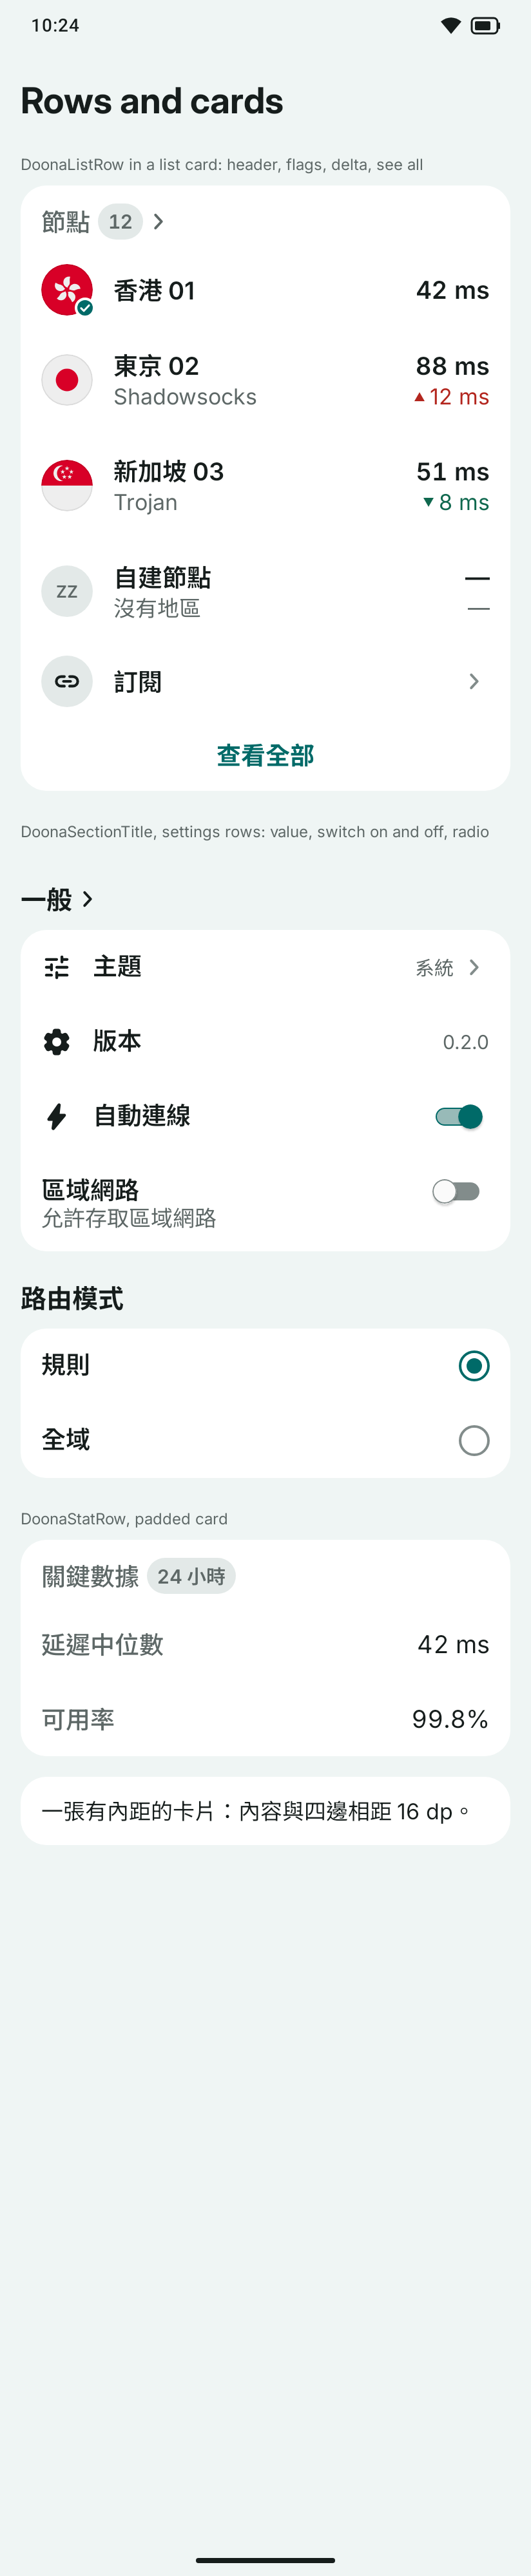 10:24
Rows and cards
DoonaListRow in a list card: header, flags, delta, see all
節點 12
香港 01 42 ms
東京 02 88 ms
Shadowsocks 12 ms
新加坡 03 51 ms
Trojan 8 ms
ZZ 自建節點 —
沒有地區 —
訂閱
查看全部
DoonaSectionTitle, settings rows: value, switch on and off, radio
一般
主題 系統
版本 0.2.0
自動連線
區域網路
允許存取區域網路
路由模式
規則
全域
DoonaStatRow, padded card
關鍵數據 24 小時
延遲中位數 42 ms
可用率 99.8%
一張有內距的卡片：內容與四邊相距 16 dp。